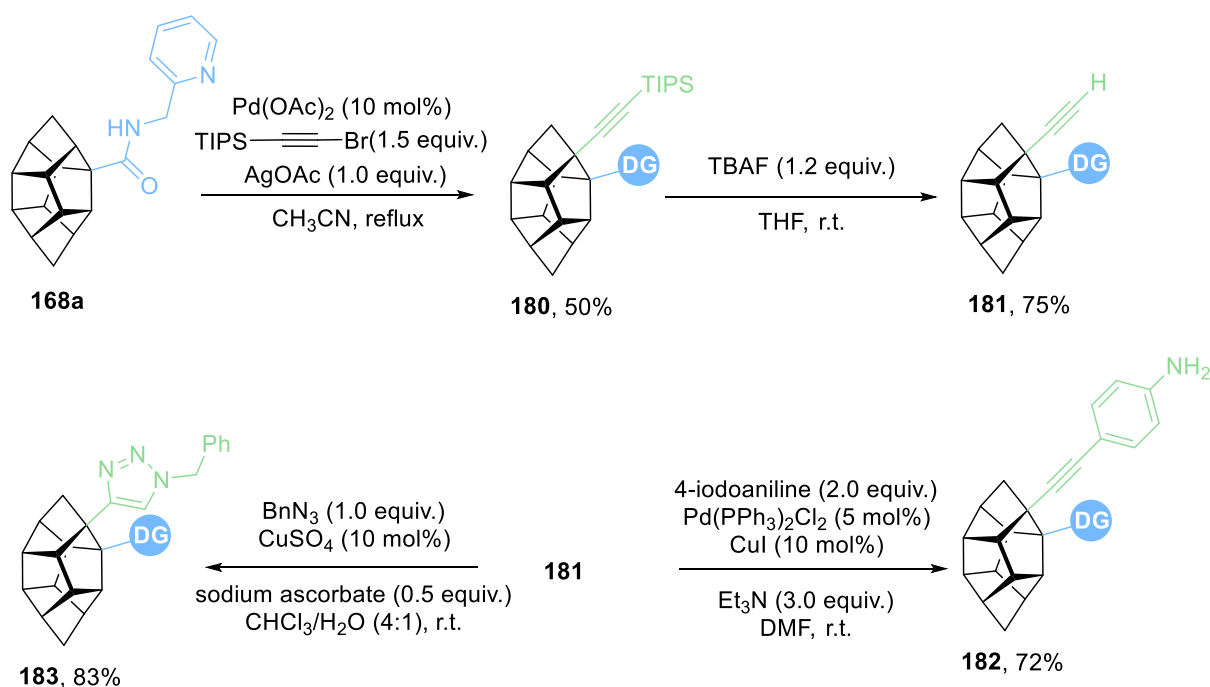 N
HN
O
168a
Pd(OAc)2 (10 mol%)
TIPS Br(1.5 equiv.)
AgOAc (1.0 equiv.)
CH3CN, reflux
TIPS
DG
180, 50%
TBAF (1.2 equiv.)
THF, r.t.
H
DG
181, 75%
N N N Ph
DG
183, 83%
BnN3 (1.0 equiv.)
CuSO4 (10 mol%)
sodium ascorbate (0.5 equiv.)
CHCl3/H2O (4:1), r.t.
181
4-iodoaniline (2.0 equiv.)
Pd(PPh3)2Cl2 (5 mol%)
CuI (10 mol%)
Et3N (3.0 equiv.)
DMF, r.t.
NH2
DG
182, 72%